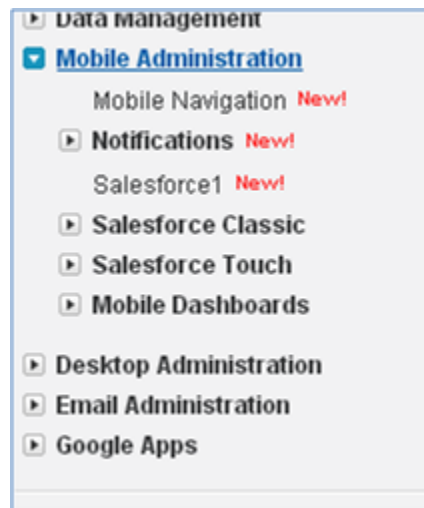 Data Management
Mobile Administration
Mobile Navigation New!
Notifications New!
Salesforce1 New!
Salesforce Classic
Salesforce Touch
Mobile Dashboards
Desktop Administration
Email Administration
Google Apps